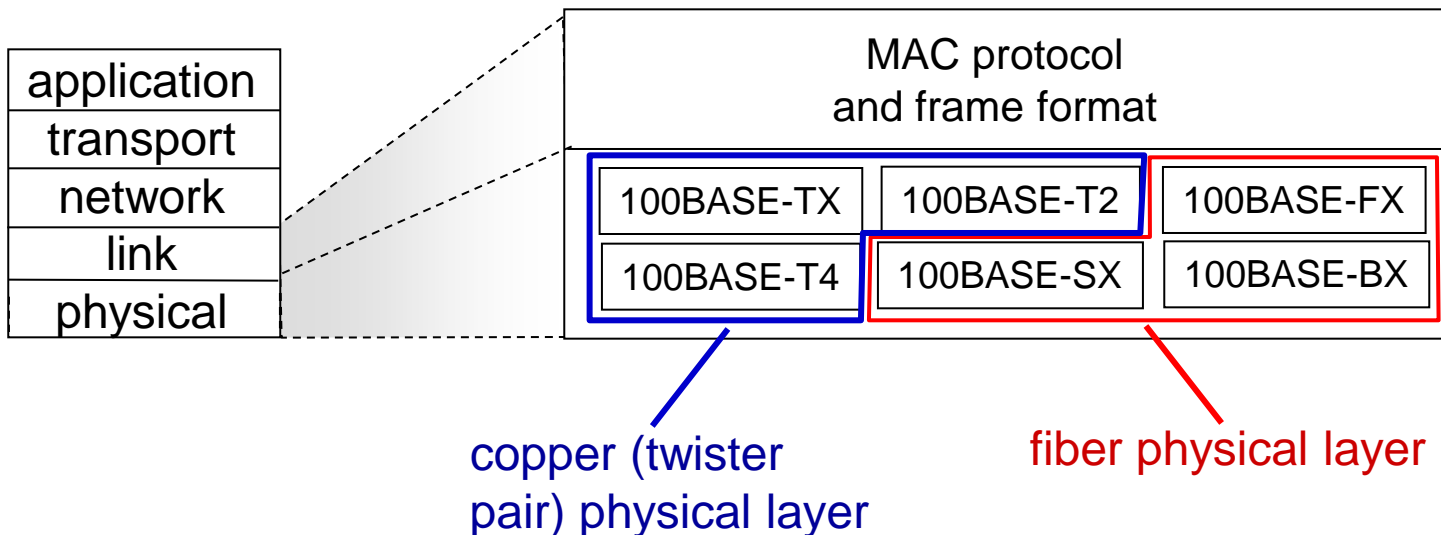 application
transport
network
link
physical
MAC protocol
and frame format
100BASE-TX
100BASE-T2
100BASE-FX
100BASE-T4
100BASE-SX
100BASE-BX
copper (twister
pair) physical layer
fiber physical layer